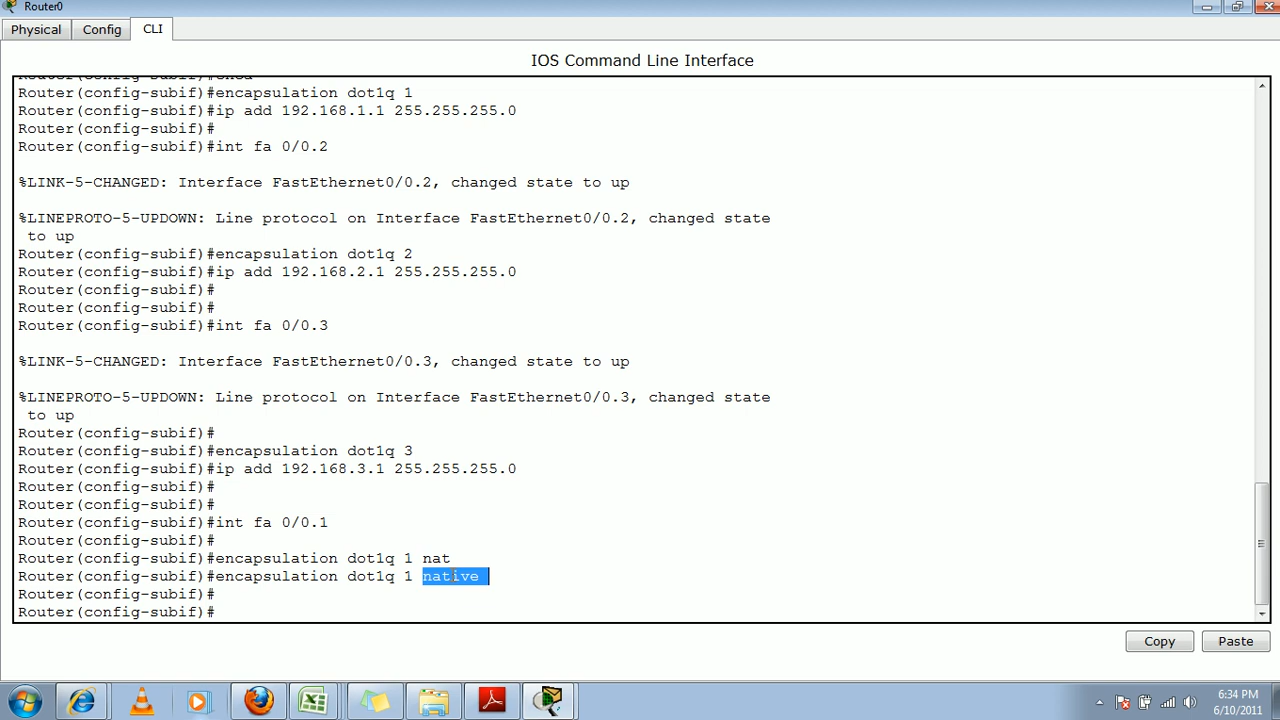 Router0
Physical Config CLI
IOS Command Line Interface
Router(config-subif)#encapsulation dot1q 1
Router(config-subif)#ip add 192.168.1.1 255.255.255.0
Router(config-subif)#
Router(config-subif)#int fa 0/0.2
%LINK-5-CHANGED: Interface FastEthernet0/0.2, changed state to up
%LINEPROTO-5-UPDOWN: Line protocol on Interface FastEthernet0/0.2, changed state
to up
Router(config-subif)#encapsulation dot1q 2
Router(config-subif)#ip add 192.168.2.1 255.255.255.0
Router(config-subif)#
Router(config-subif)#
Router(config-subif)#int fa 0/0.3
%LINK-5-CHANGED: Interface FastEthernet0/0.3, changed state to up
%LINEPROTO-5-UPDOWN: Line protocol on Interface FastEthernet0/0.3, changed state
to up
Router(config-subif)#
Router(config-subif)#encapsulation dot1q 3
Router(config-subif)#ip add 192.168.3.1 255.255.255.0
Router(config-subif)#
Router(config-subif)#
Router(config-subif)#int fa 0/0.1
Router(config-subif)#
Router(config-subif)#encapsulation dot1q 1 nat
Router(config-subif)#encapsulation dot1q 1 native
Router(config-subif)#
Router(config-subif)#
Copy Paste
6:34 PM
6/10/2011